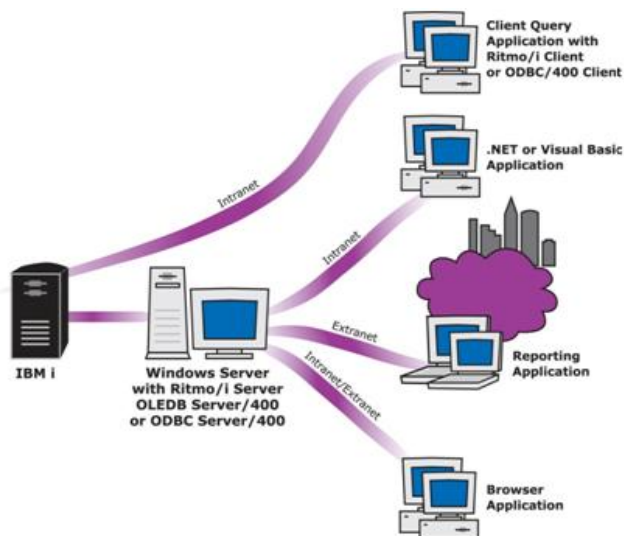 Client Query
Application with
Ritmo/i Client
or ODBC/400 Client
.NET or Visual Basic
Application
Intranet
Intranet
Extranet
Intranet/Extranet
IBM i
Windows Server
with Ritmo/i Server
OLEDB Server/400
or ODBC Server/400
Reporting
Application
Browser
Application